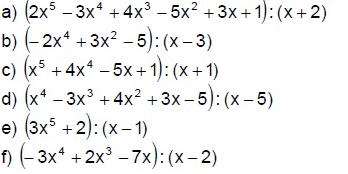 a) (2x⁵ – 3x⁴ + 4x³ – 5x² + 3x + 1) : (x + 2)
b) (– 2x⁴ + 3x² – 5) : (x – 3)
c) (x⁵ + 4x⁴ – 5x + 1) : (x + 1)
d) (x⁴ – 3x³ + 4x² + 3x – 5) : (x – 5)
e) (3x⁵ + 2) : (x – 1)
f) (– 3x⁴ + 2x³ – 7x) : (x – 2)